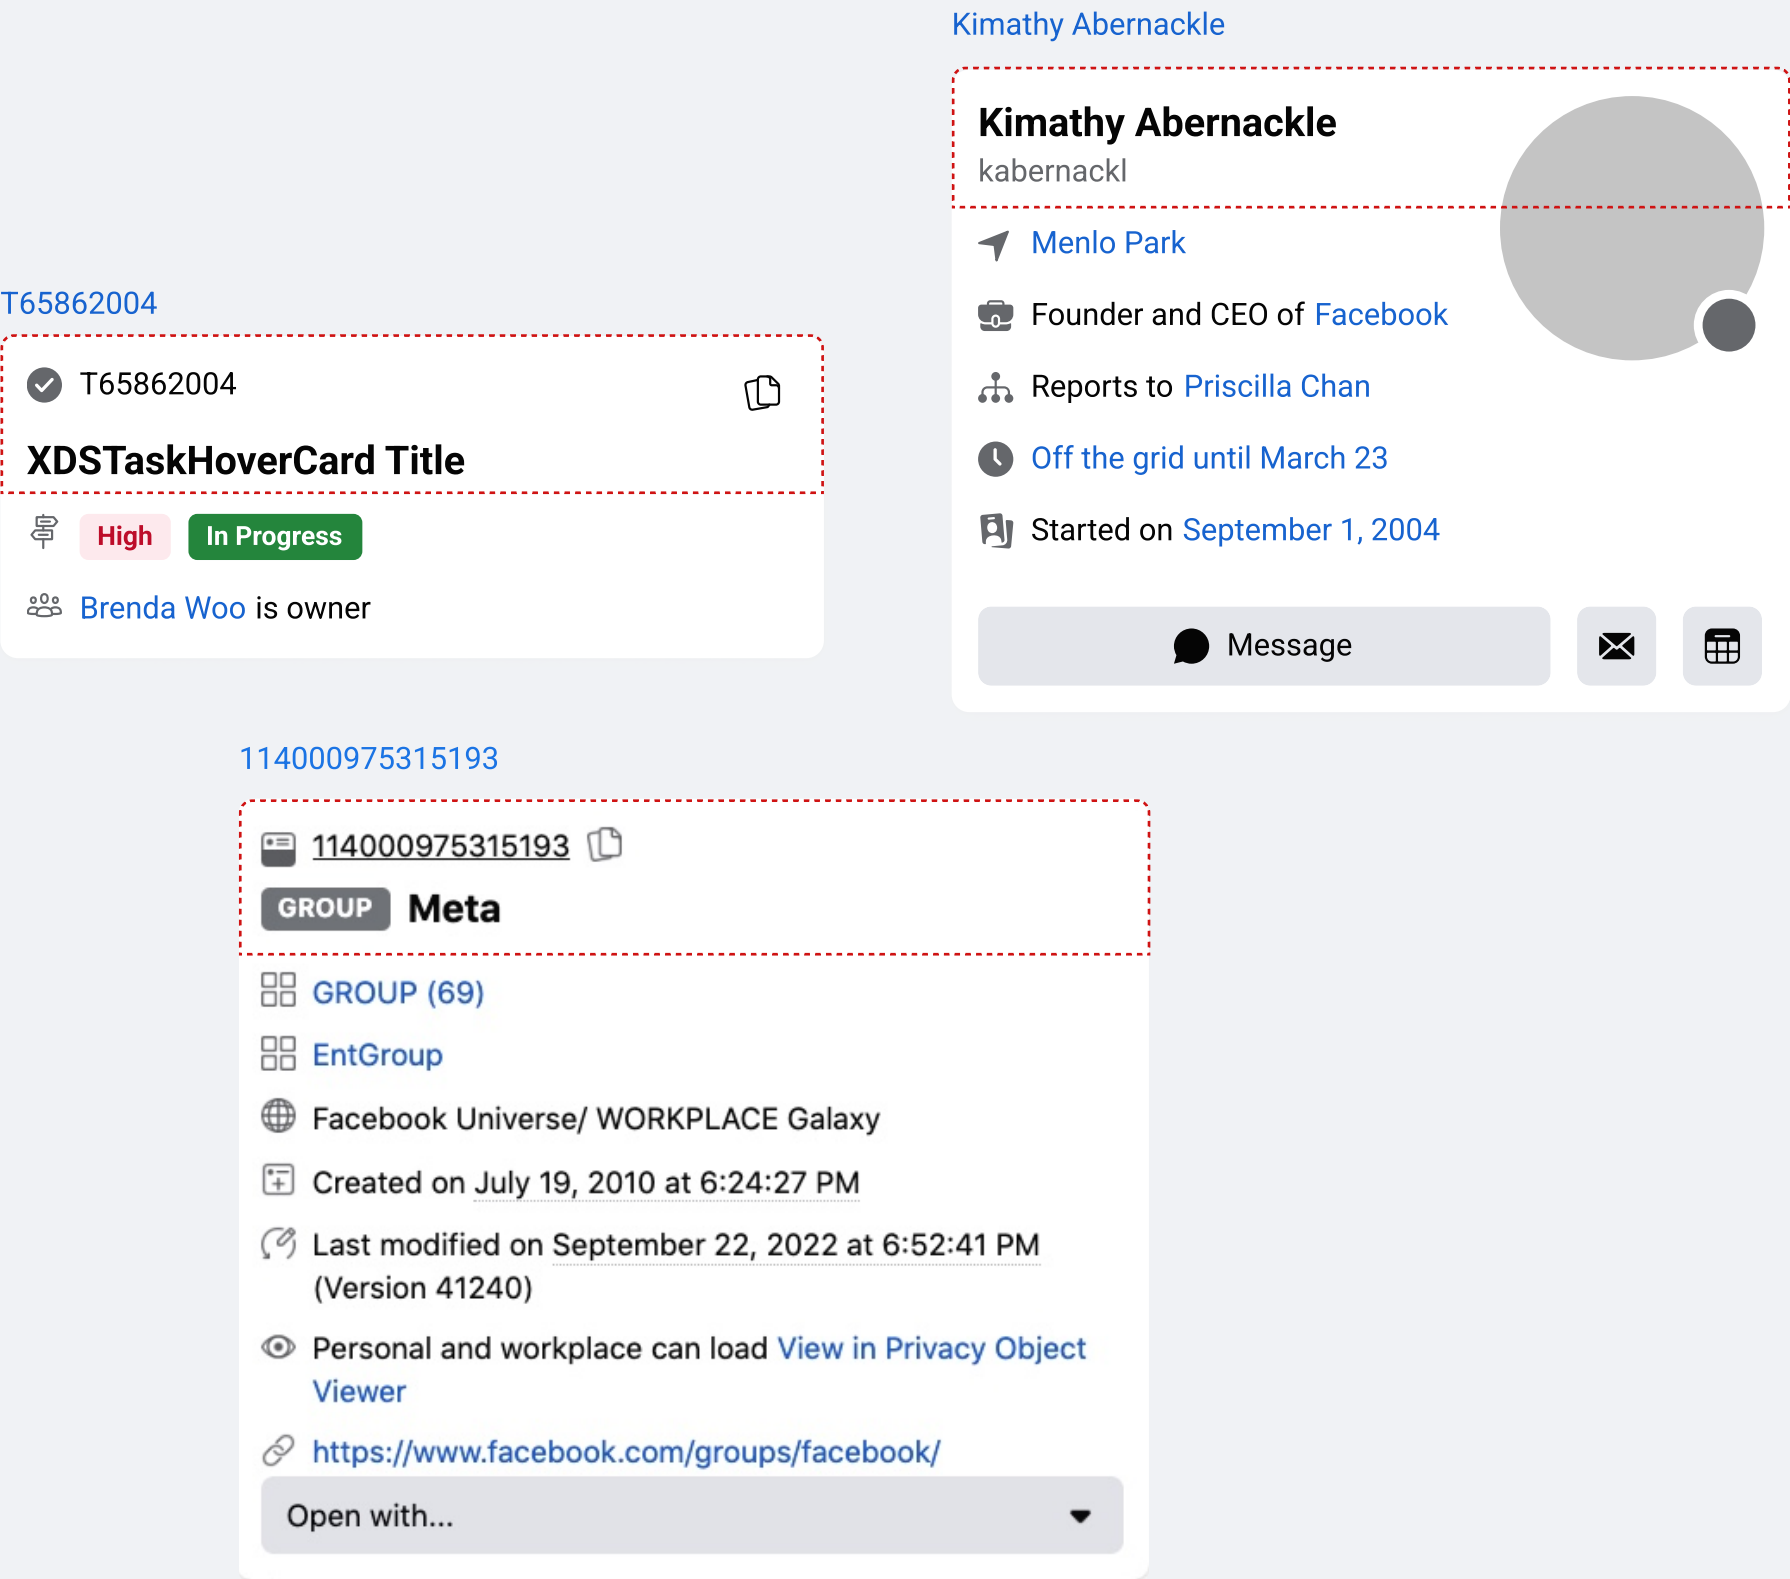 Kimathy Abernackle
Kimathy Abernackle
kabernackl
Menlo Park
Founder and CEO of Facebook
Reports to Priscilla Chan
Off the grid until March 23
Started on September 1, 2004
Message
T65862004
T65862004
XDSTaskHoverCard Title
High In Progress
Brenda Woo is owner
114000975315193
114000975315193
GROUP Meta
GROUP (69)
EntGroup
Facebook Universe/ WORKPLACE Galaxy
Created on July 19, 2010 at 6:24:27 PM
Last modified on September 22, 2022 at 6:52:41 PM
(Version 41240)
Personal and workplace can load View in Privacy Object
Viewer
https://www.facebook.com/groups/facebook/
Open with...